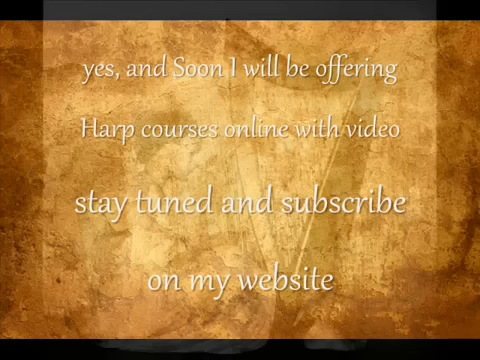 yes, and Soon I will be offering
Harp courses online with video
stay tuned and subscribe
on my website